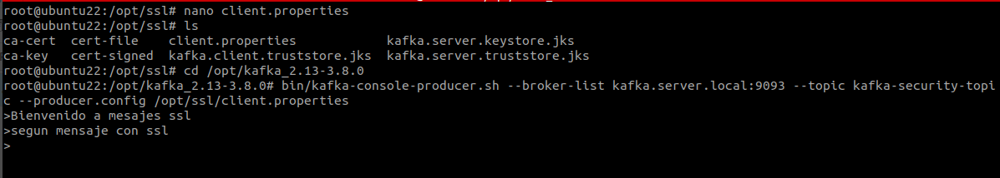 root@ubuntu22:/opt/ssl# nano client.properties
root@ubuntu22:/opt/ssl# ls
ca-cert  cert-file    client.properties            kafka.server.keystore.jks
ca-key   cert-signed  kafka.client.truststore.jks  kafka.server.truststore.jks
root@ubuntu22:/opt/ssl# cd /opt/kafka_2.13-3.8.0
root@ubuntu22:/opt/kafka_2.13-3.8.0# bin/kafka-console-producer.sh --broker-list kafka.server.local:9093 --topic kafka-security-topi
c --producer.config /opt/ssl/client.properties
>Bienvenido a mesajes ssl
>segun mensaje con ssl
>